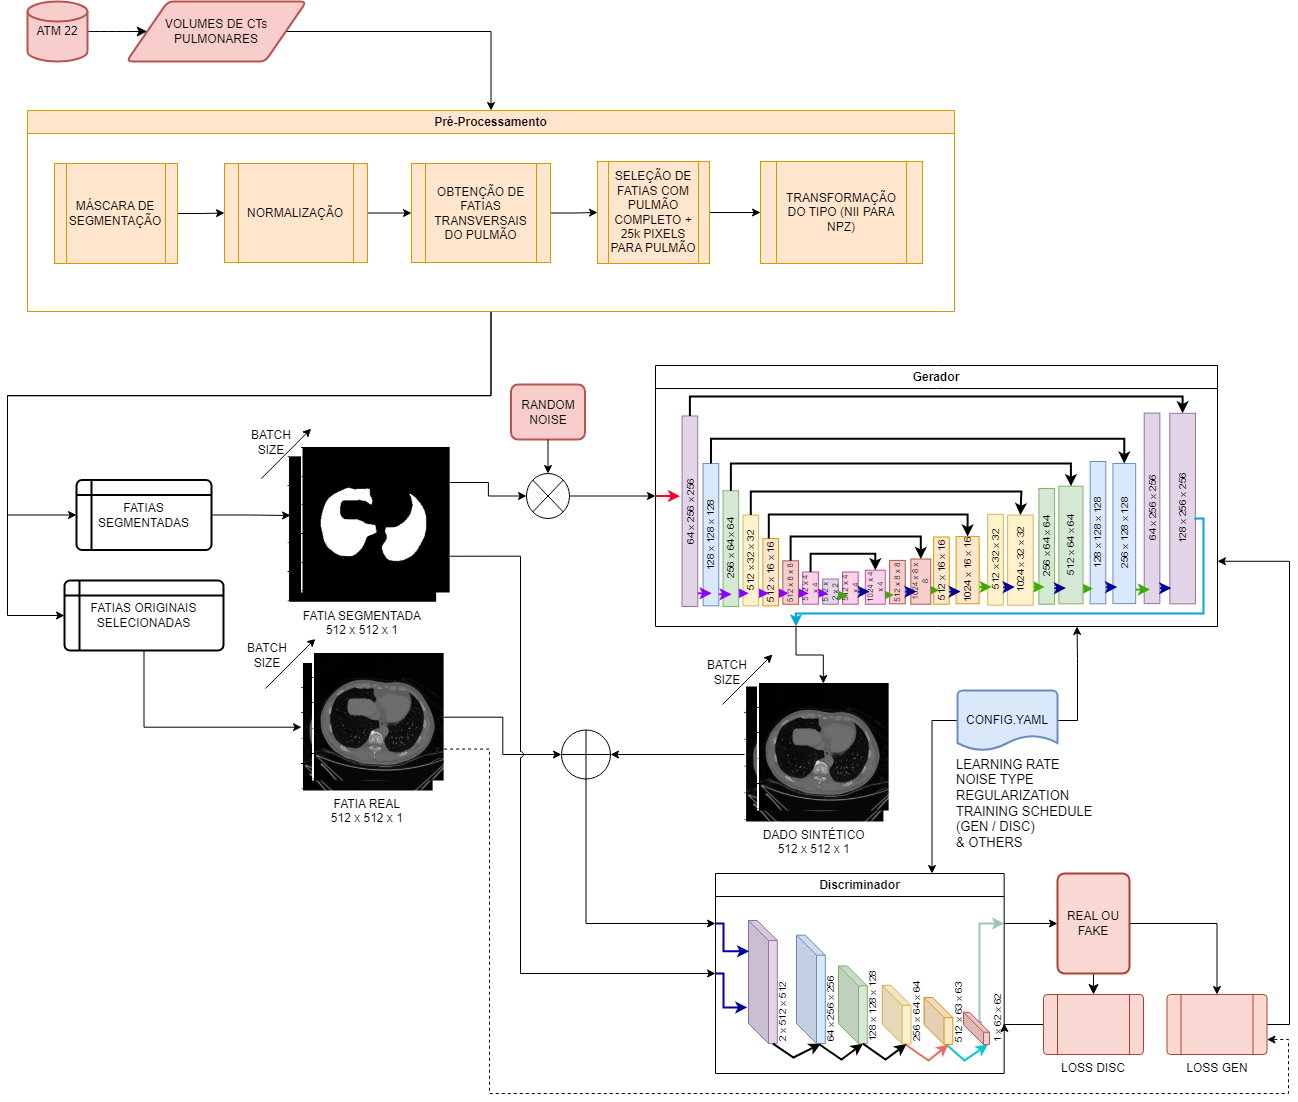 ATM 22
VOLUMES DE CTs
PULMONARES
Pré-Processamento
MÁSCARA DE
SEGMENTAÇÃO
NORMALIZAÇÃO
OBTENÇÃO DE
FATIAS
TRANSVERSAIS
DO PULMÃO
SELEÇÃO DE
FATIAS COM
PULMÃO
COMPLETO +
25k PIXELS
PARA PULMÃO
TRANSFORMAÇÃO
DO TIPO (NII PARA
NPZ)
RANDOM
NOISE
BATCH
SIZE
FATIAS
SEGMENTADAS
FATIA SEGMENTADA
512 x 512 x 1
FATIAS ORIGINAIS
SELECIONADAS
BATCH
SIZE
FATIA REAL
512 x 512 x 1
Gerador
64 x 256 x 256
128 x 128 x 128
256 x 64 x 64
512 x 32 x 32
512 x 16 x 16
512 x 8 x 8
512 x 4
x 4
512 x
2 x 2
512 x 4
x 4
1024 x 4
x 4
512 x 8 x 8
1024 x 8 x
8
512 x 16 x 16
1024 x 16 x 16
512 x 32 x 32
1024 x 32 x 32
256 x 64 x 64
512 x 64 x 64
128 x 128 x 128
256 x 128 x 128
64 x 256 x 256
128 x 256 x 256
BATCH
SIZE
DADO SINTÉTICO
512 x 512 x 1
CONFIG.YAML
LEARNING RATE
NOISE TYPE
REGULARIZATION
TRAINING SCHEDULE
(GEN / DISC)
& OTHERS
Discriminador
2 x 512 x 512
64 x 256 x 256
128 x 128 x 128
256 x 64 x 64
512 x 63 x 63
1 x 62 x 62
REAL OU
FAKE
LOSS DISC
LOSS GEN